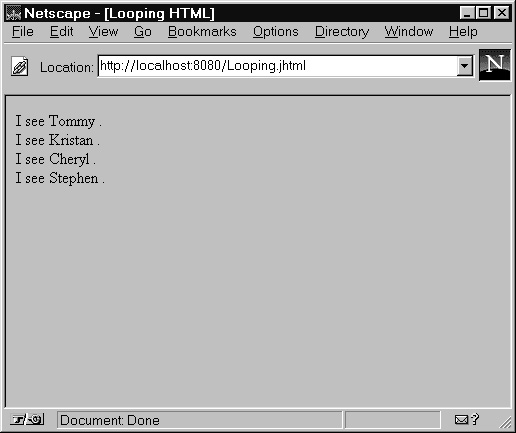 Netscape - [Looping HTML]
File Edit View Go Bookmarks Options Directory Window Help
Location: http://localhost:8080/Looping.jhtml
N
I see Tommy .
I see Kristan .
I see Cheryl .
I see Stephen .
Document: Done
?